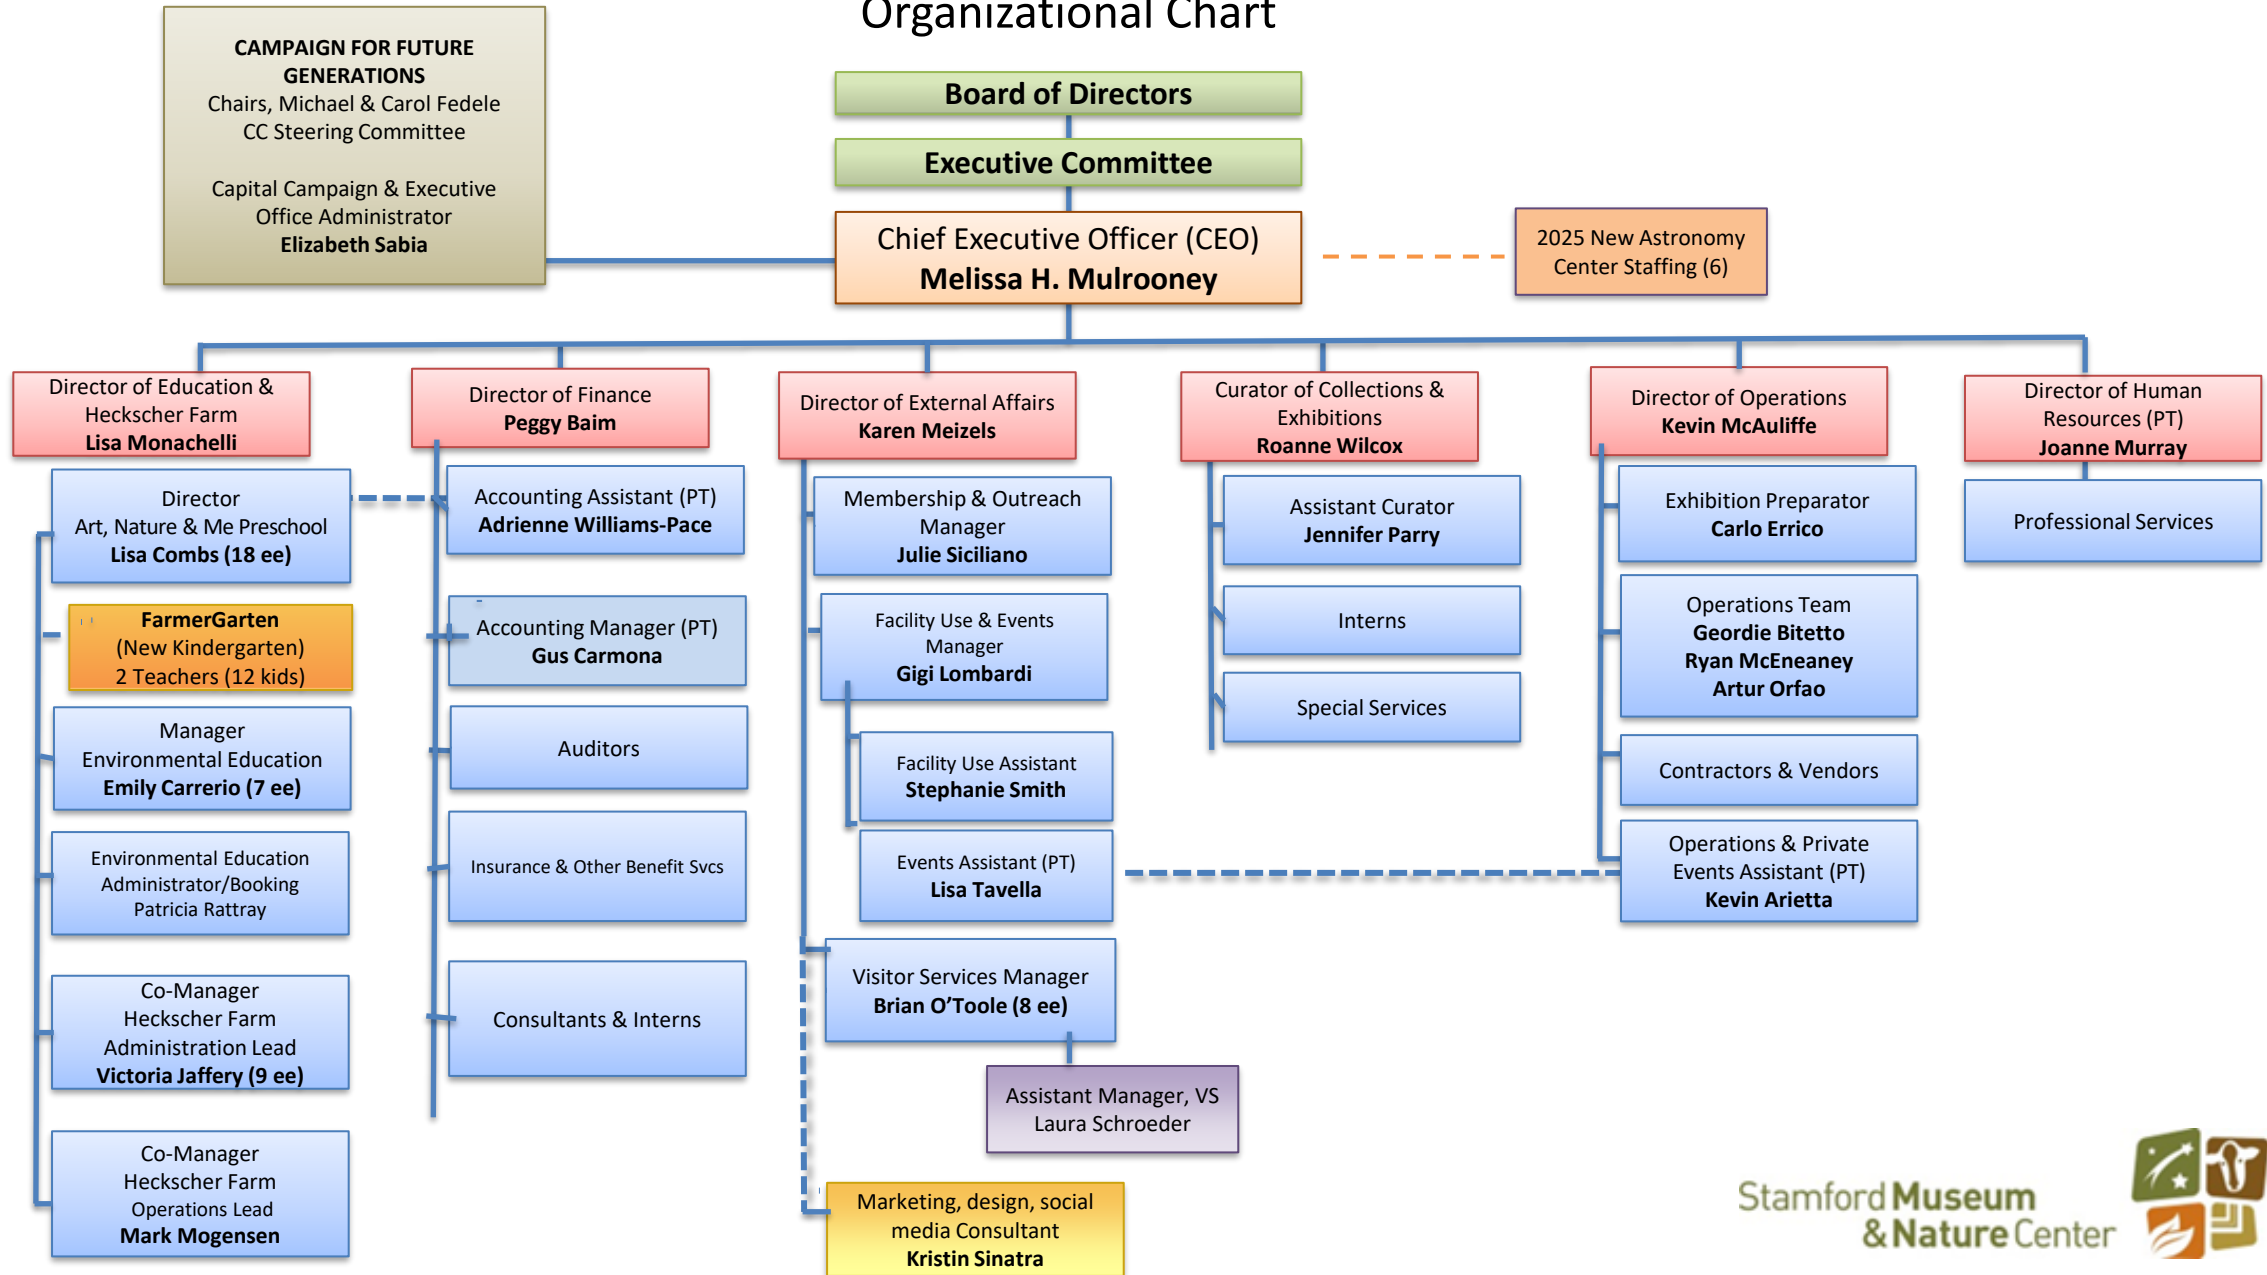 Organizational Chart
CAMPAIGN FOR FUTURE
GENERATIONS
Chairs, Michael & Carol Fedele
CC Steering Committee
Capital Campaign & Executive
Office Administrator
Elizabeth Sabia
Board of Directors
Executive Committee
Chief Executive Officer (CEO)
Melissa H. Mulrooney
2025 New Astronomy
Center Staffing (6)
Director of Education &
Heckscher Farm
Lisa Monachelli
Director
Art, Nature & Me Preschool
Lisa Combs (18 ee)
FarmerGarten
(New Kindergarten)
2 Teachers (12 kids)
Manager
Environmental Education
Emily Carrerio (7 ee)
Environmental Education
Administrator/Booking
Patricia Rattray
Co-Manager
Heckscher Farm
Administration Lead
Victoria Jaffery (9 ee)
Co-Manager
Heckscher Farm
Operations Lead
Mark Mogensen
Director of Finance
Peggy Baim
Accounting Assistant (PT)
Adrienne Williams-Pace
Accounting Manager (PT)
Gus Carmona
Auditors
Insurance & Other Benefit Svcs
Consultants & Interns
Director of External Affairs
Karen Meizels
Membership & Outreach
Manager
Julie Siciliano
Facility Use & Events
Manager
Gigi Lombardi
Facility Use Assistant
Stephanie Smith
Events Assistant (PT)
Lisa Tavella
Visitor Services Manager
Brian O’Toole (8 ee)
Assistant Manager, VS
Laura Schroeder
Marketing, design, social
media Consultant
Kristin Sinatra
Curator of Collections &
Exhibitions
Roanne Wilcox
Assistant Curator
Jennifer Parry
Interns
Special Services
Director of Operations
Kevin McAuliffe
Exhibition Preparator
Carlo Errico
Operations Team
Geordie Bitetto
Ryan McEneaney
Artur Orfao
Contractors & Vendors
Operations & Private
Events Assistant (PT)
Kevin Arietta
Director of Human
Resources (PT)
Joanne Murray
Professional Services
Stamford Museum
& Nature Center